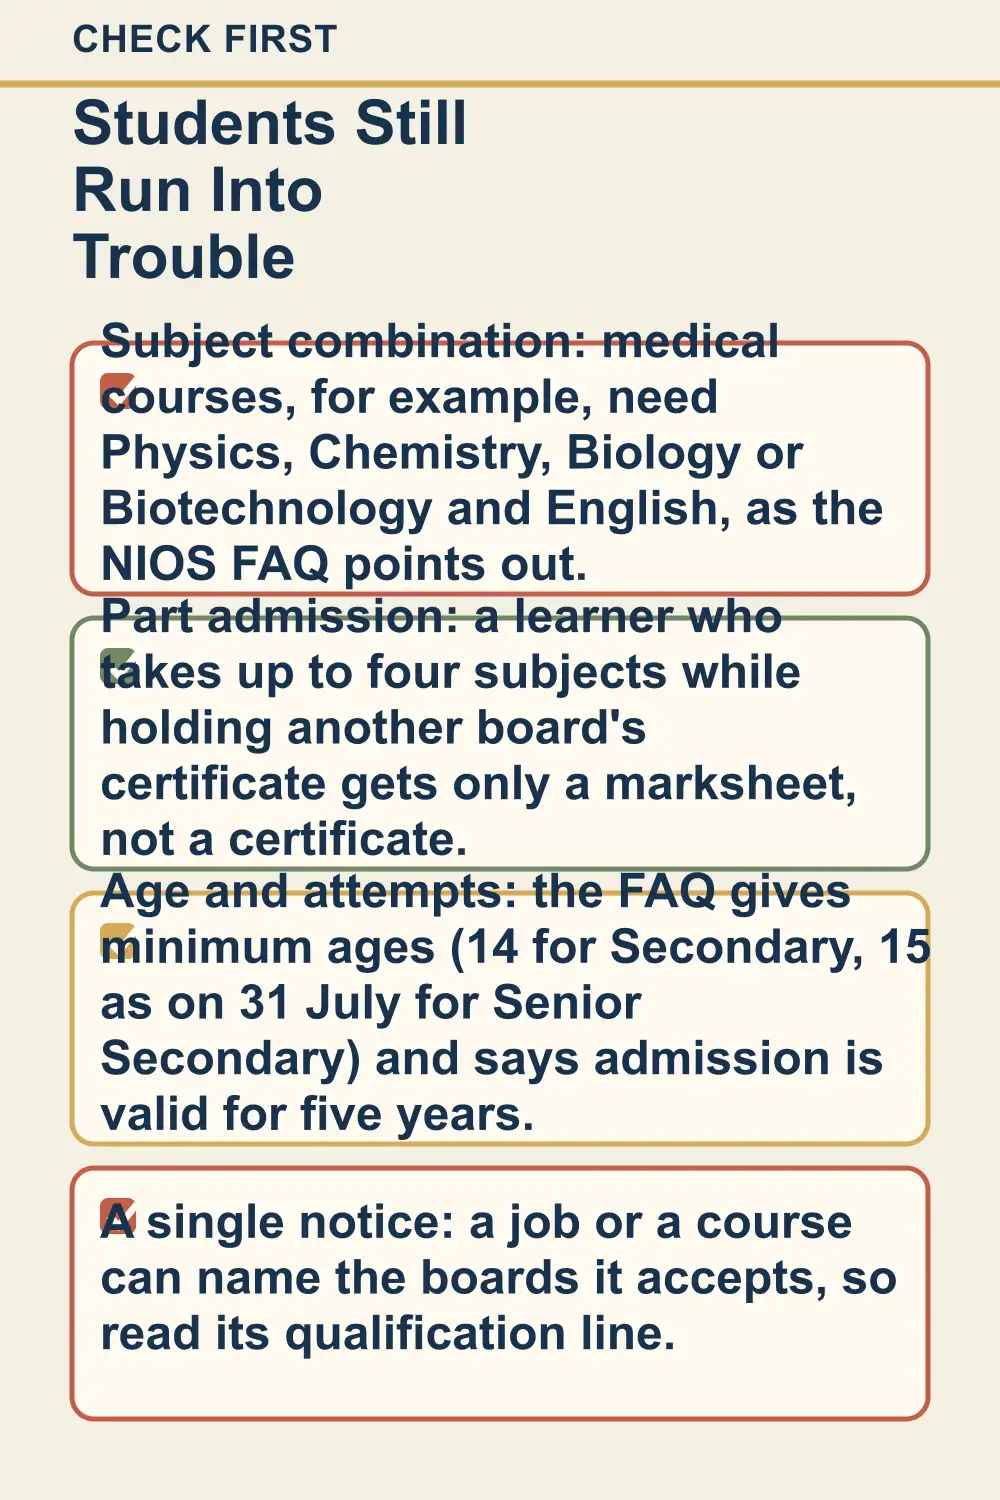 CHECK FIRST
Students Still
Run Into
Trouble
Subject combination: medical
courses, for example, need
Physics, Chemistry, Biology or
Biotechnology and English, as the
NIOS FAQ points out.
Part admission: a learner who
takes up to four subjects while
holding another board's
certificate gets only a marksheet,
not a certificate.
Age and attempts: the FAQ gives
minimum ages (14 for Secondary, 15
as on 31 July for Senior
Secondary) and says admission is
valid for five years.
A single notice: a job or a course
can name the boards it accepts, so
read its qualification line.